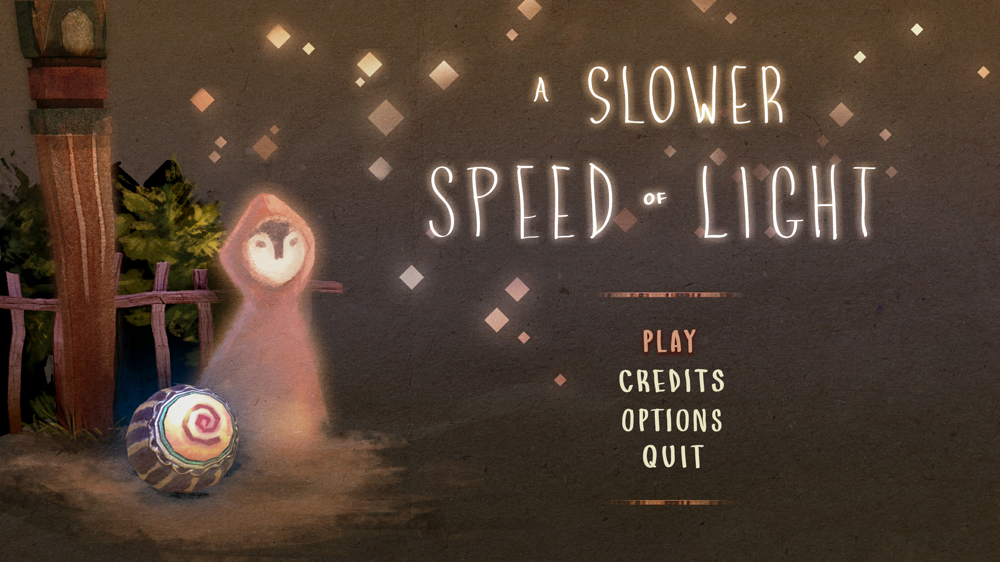 A SLOWER
SPEED OF LIGHT
PLAY
CREDITS
OPTIONS
QUIT